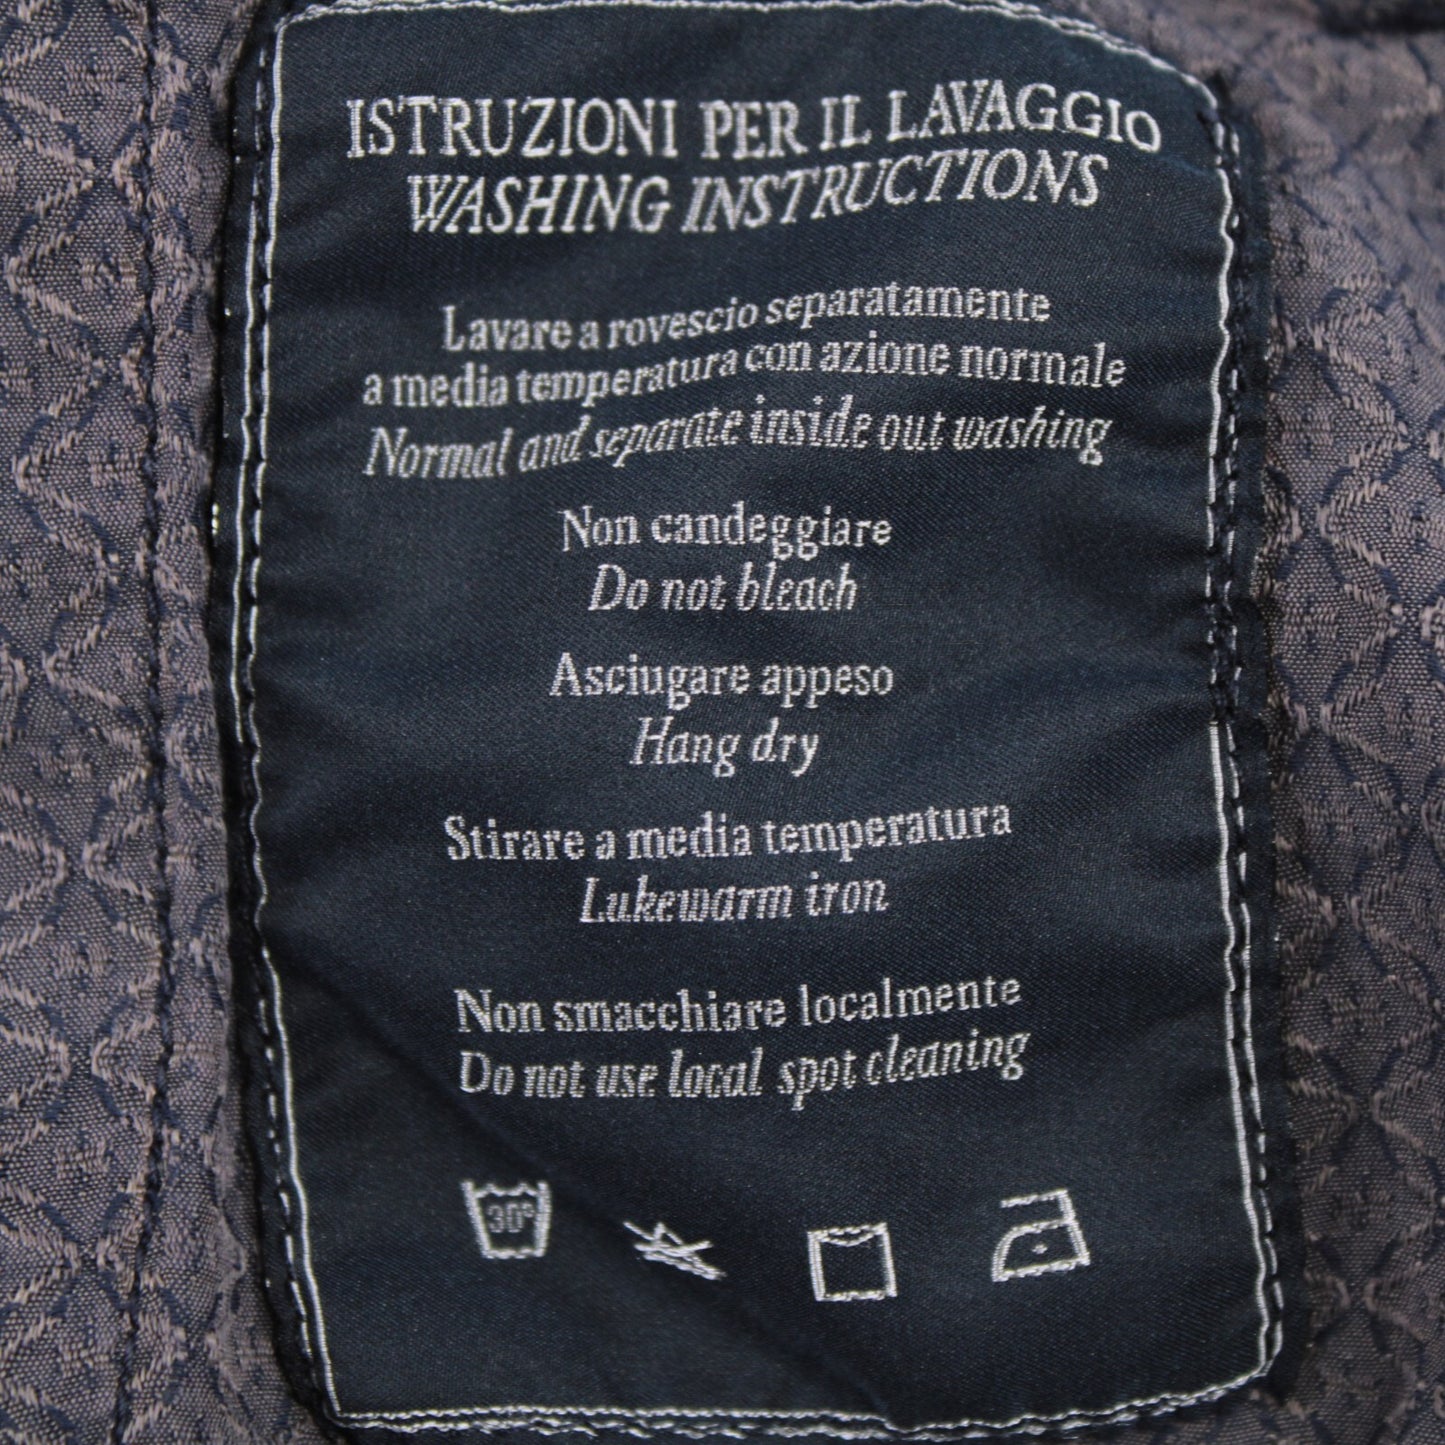 ISTRUZIONI PER IL LAVAGGIO
WASHING INSTRUCTIONS
Lavare a rovescio separatamente
a media temperatura con azione normale
Normal and separate inside out washing
Non candeggiare
Do not bleach
Asciugare appeso
Hang dry
Stirare a media temperatura
Lukewarm iron
Non smacchiare localmente
Do not use local spot cleaning
30°